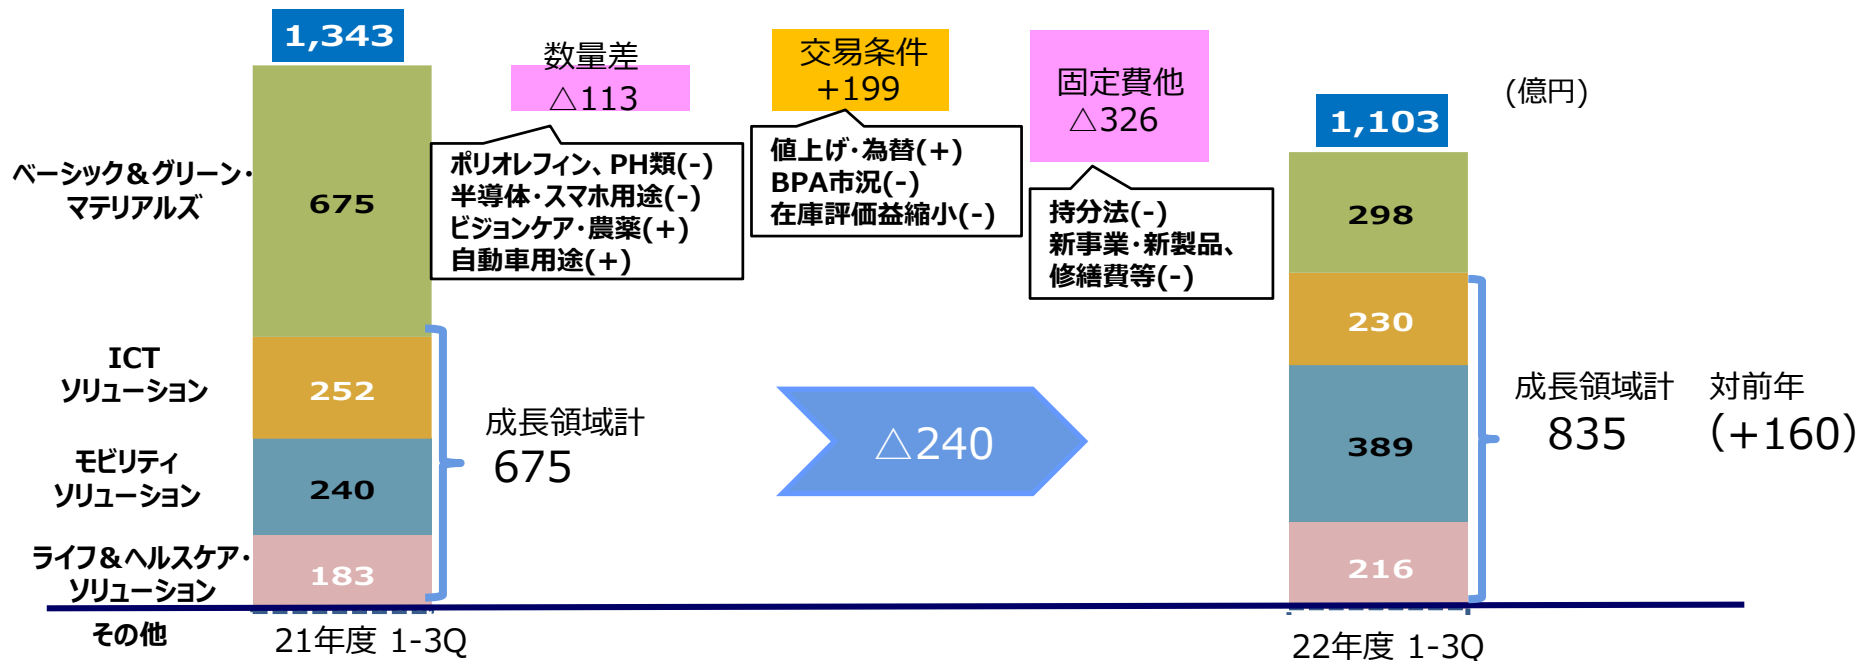 1,343
数量差
△113
交易条件
+199
固定費他
△326
(億円)
1,103
ポリオレフィン、PH類(-)
半導体・スマホ用途(-)
ビジョンケア・農薬(+)
自動車用途(+)
値上げ・為替(+)
BPA市況(-)
在庫評価益縮小(-)
持分法(-)
新事業・新製品、
修繕費等(-)
ベーシック&グリーン・
マテリアルズ
675
298
ICT
ソリューション
252
230
モビリティ
ソリューション
240
389
ライフ&ヘルスケア・
ソリューション
183
216
成長領域計
675
△240
成長領域計
835
対前年
(+160)
その他
21年度 1-3Q
22年度 1-3Q